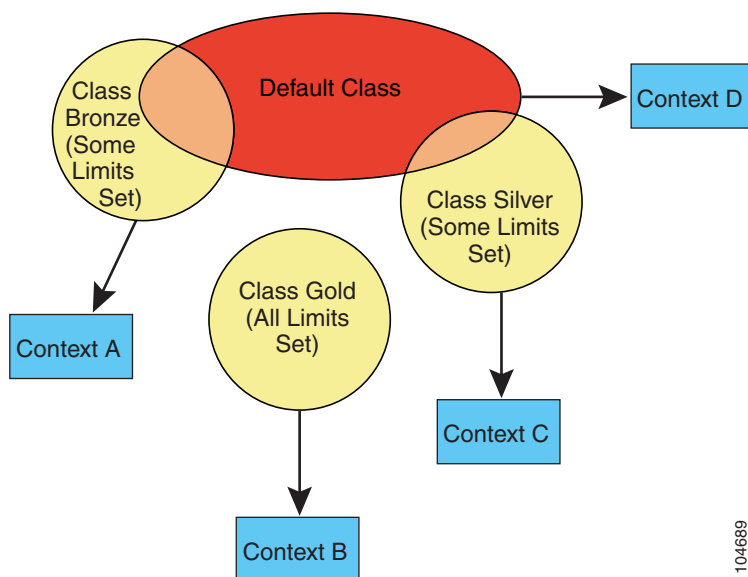 Default Class
Class
Bronze
(Some
Limits
Set)
Context D
Class Silver
(Some Limits
Set)
Class Gold
(All Limits
Set)
Context A
Context C
Context B
104689